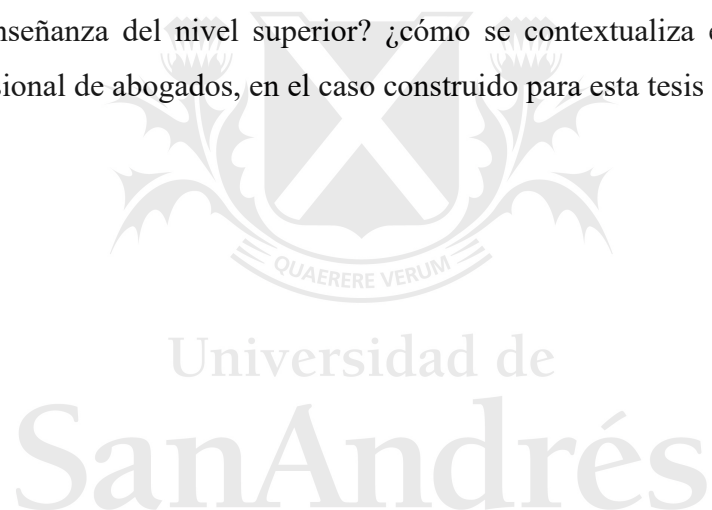 nseñanza del nivel superior? ¿cómo se contextualiza
sional de abogados, en el caso construido para esta tesis
QUAERERE VERUM
Universidad de
SanAndrés